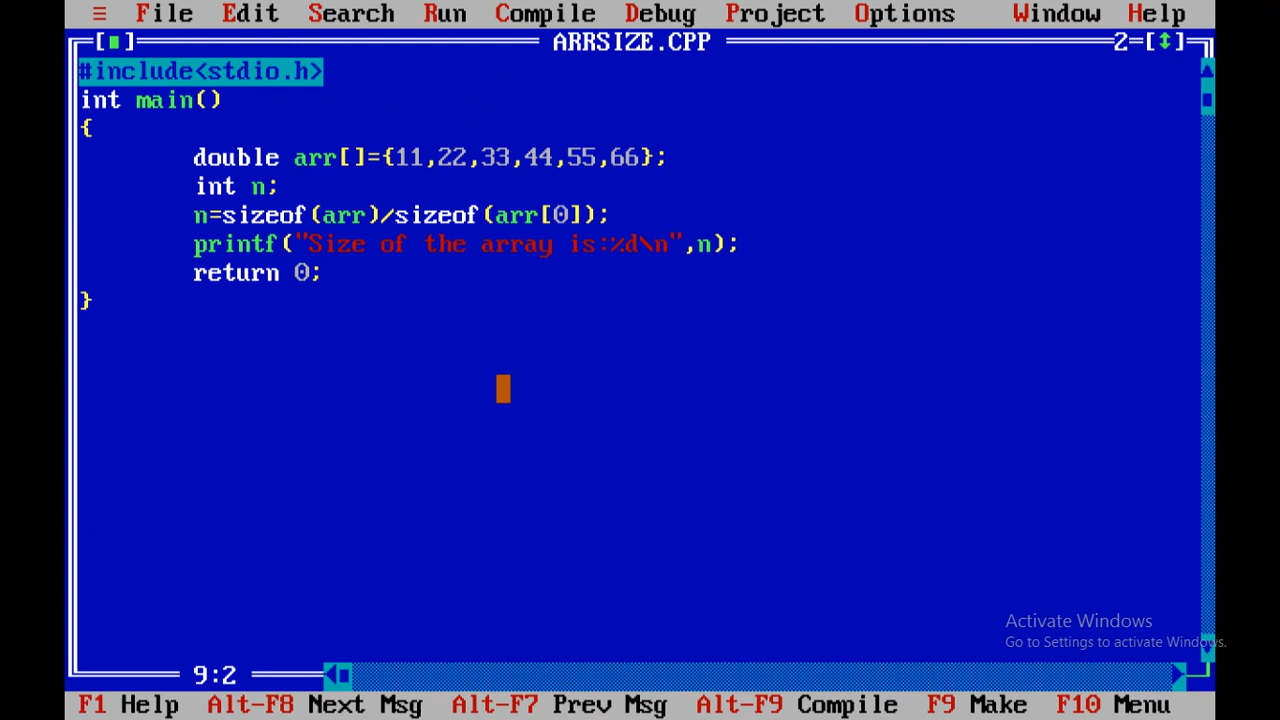 ≡ File Edit Search Run Compile Debug Project Options Window Help
[■] ARRSIZE.CPP 2=[↕]
#include<stdio.h>
int main()
{
double arr[]={11,22,33,44,55,66};
int n;
n=sizeof(arr)/sizeof(arr[0]);
printf("Size of the array is:%d\n",n);
return 0;
}
Activate Windows
Go to Settings to activate Windows.
9:2
F1 Help Alt-F8 Next Msg Alt-F7 Prev Msg Alt-F9 Compile F9 Make F10 Menu